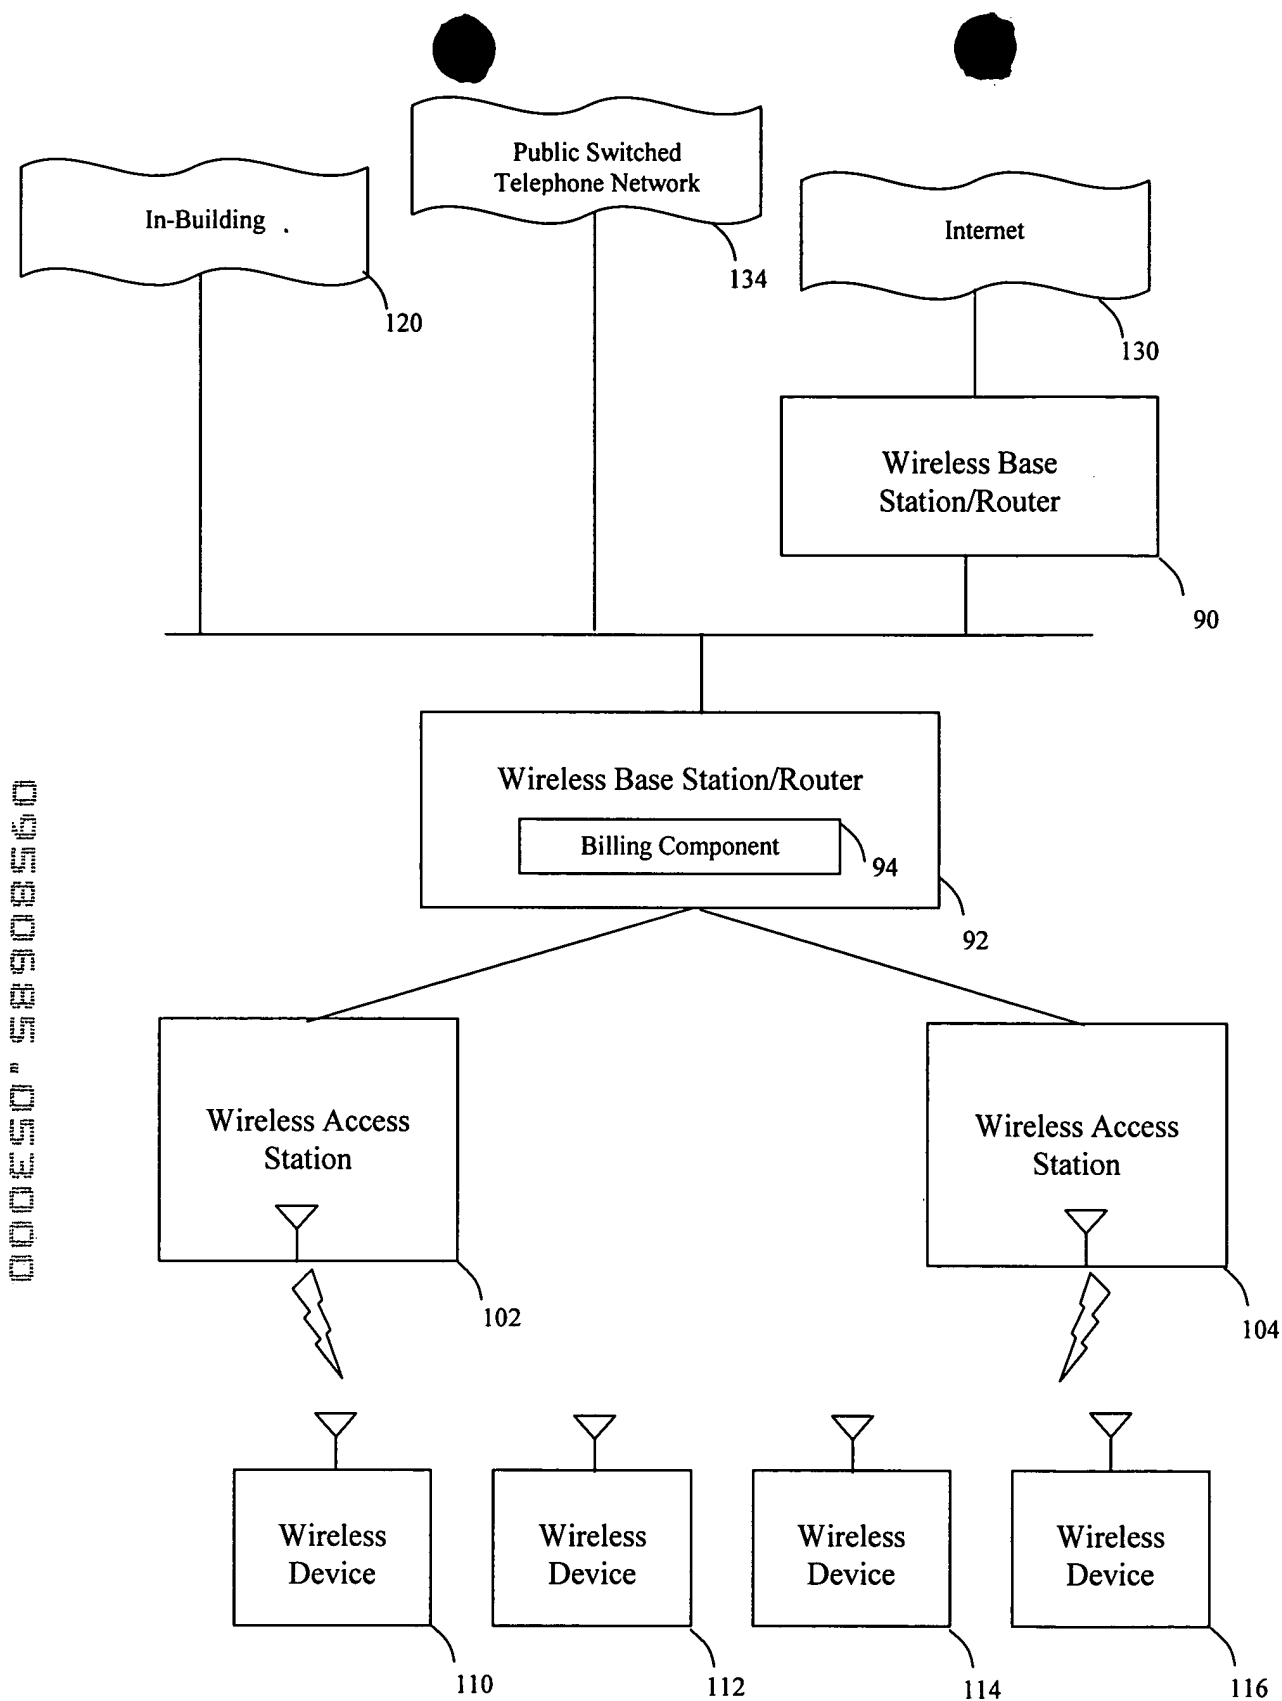 Public Switched
Telephone Network
134
In-Building
120
Internet
130
Wireless Base
Station/Router
90
Wireless Base Station/Router
Billing Component
94
92
Wireless Access
Station
102
Wireless Access
Station
104
Wireless
Device
110
Wireless
Device
112
Wireless
Device
114
Wireless
Device
116
09580685.053000